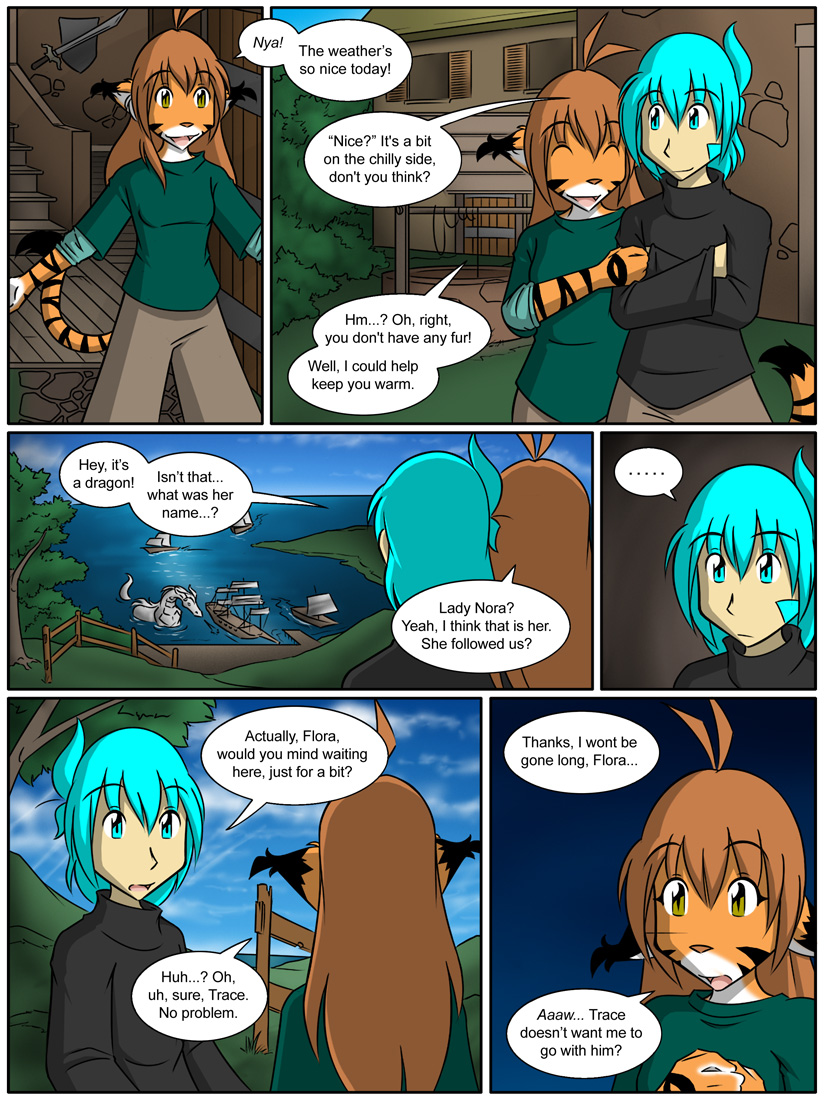 Nya!
The weather's
so nice today!
“Nice?” It's a bit
on the chilly side,
don't you think?
Hm...? Oh, right,
you don't have any fur!
Well, I could help
keep you warm.
Hey, it's
a dragon!
Isn't that...
what was her
name...?
Lady Nora?
Yeah, I think that is her.
She followed us?
.....
Actually, Flora,
would you mind waiting
here, just for a bit?
Huh...? Oh,
uh, sure, Trace.
No problem.
Thanks, I wont be
gone long, Flora...
Aaaw... Trace
doesn't want me to
go with him?